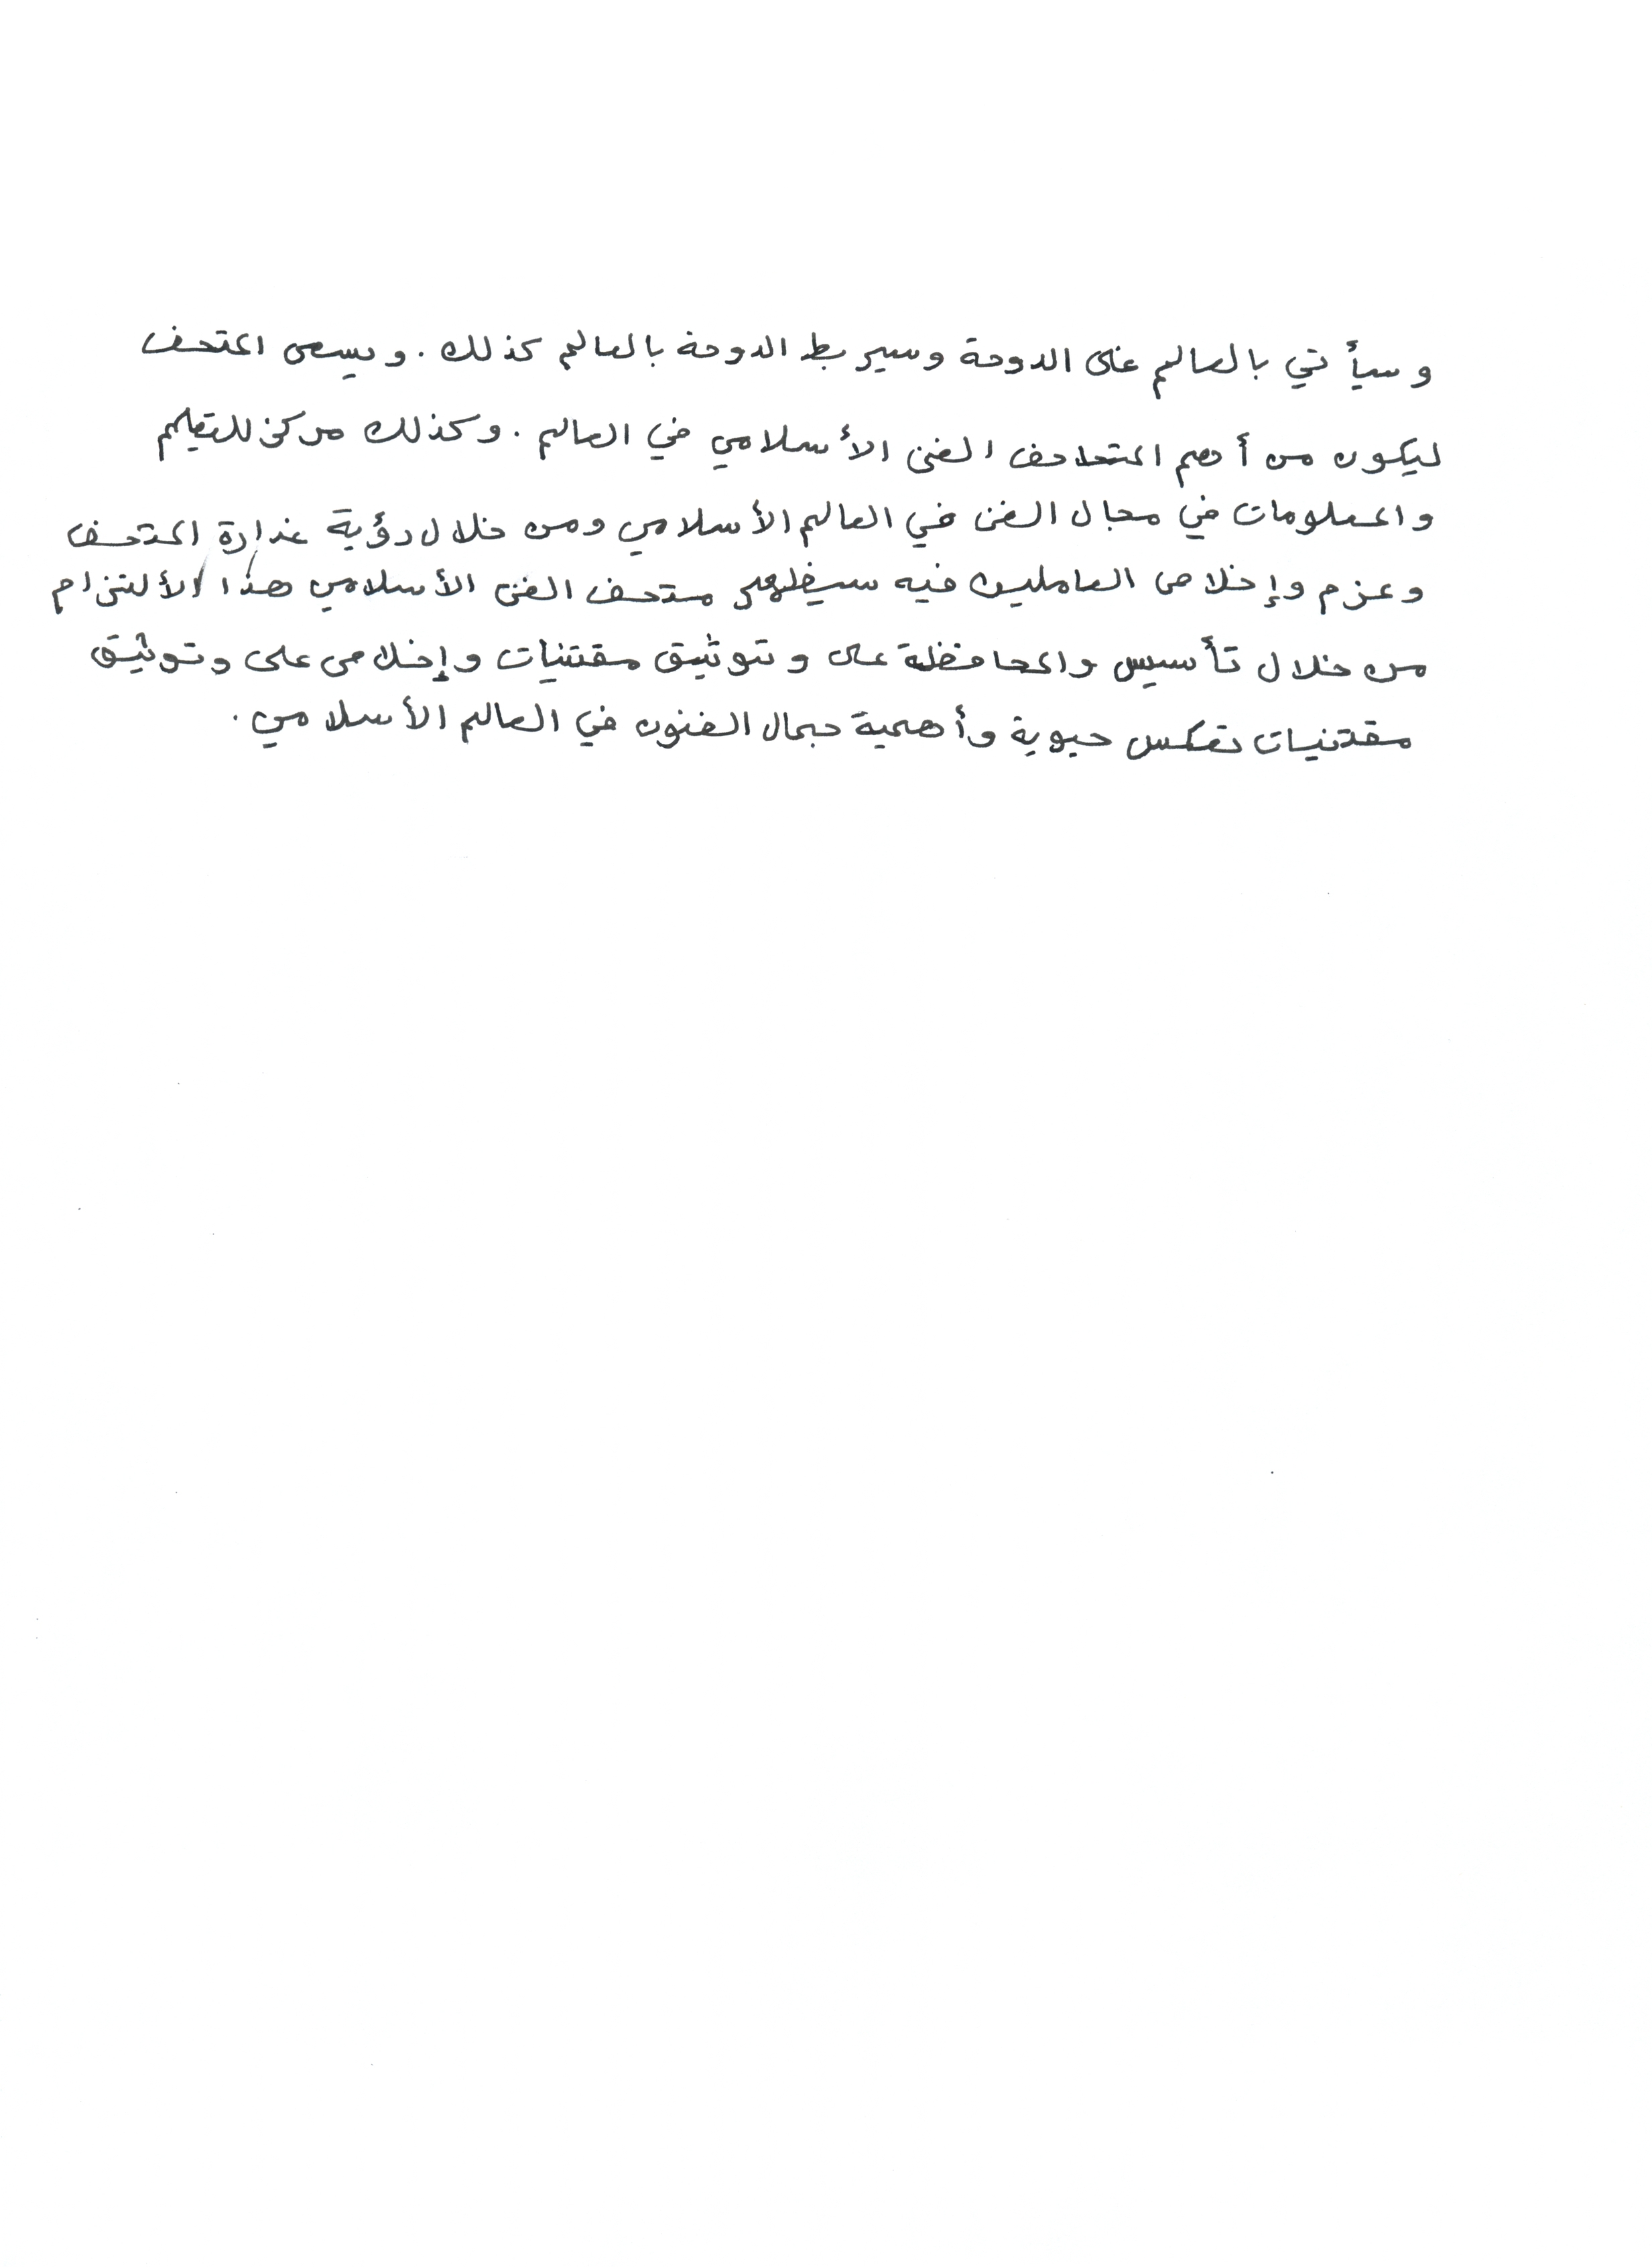 وسيأتي بالعالم غلى الدوحة وسيربط الدوحة بالعالم كذلك . ويسعى المتحف
ليكون من أهم المتحاحف الفن الأسلامي في العالم . وكذلك مركز للتعليم
والمعلومات في مجال الفن في العالم الأسلامي ومن خلال رؤية غدارة المتحف
وعزم وإخلاص العاملين فيه سيظهر متحف الفن الأسلامي هذا الألتزام
من خلال تأسيس والمحافظة على وتوثيق مقتنيات وإخلاص على وتوثيق
مقتنيات تعكس حيوية وأهمية جمال الفنون في العالم الأسلامي .